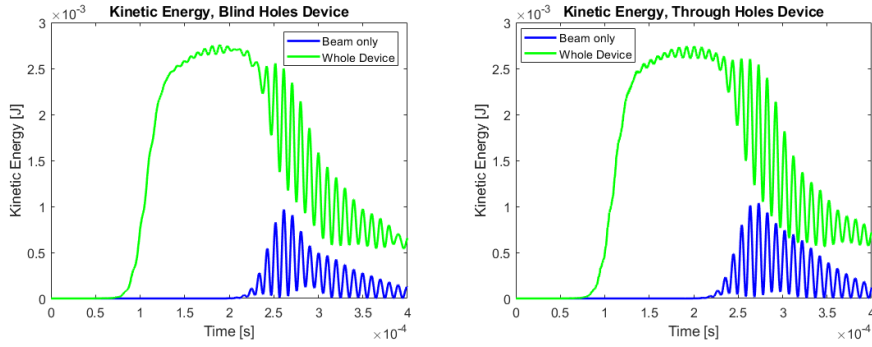 Kinetic Energy, Blind Holes Device
×10⁻³
3
2.5
2
1.5
1
0.5
0
Kinetic Energy [J]
Beam only
Whole Device
0 0.5 1 1.5 2 2.5 3 3.5 4
Time [s]
×10⁻⁴
Kinetic Energy, Through Holes Device
×10⁻³
3
2.5
2
1.5
1
0.5
0
Kinetic Energy [J]
Beam only
Whole Device
0 0.5 1 1.5 2 2.5 3 3.5 4
Time [s]
×10⁻⁴